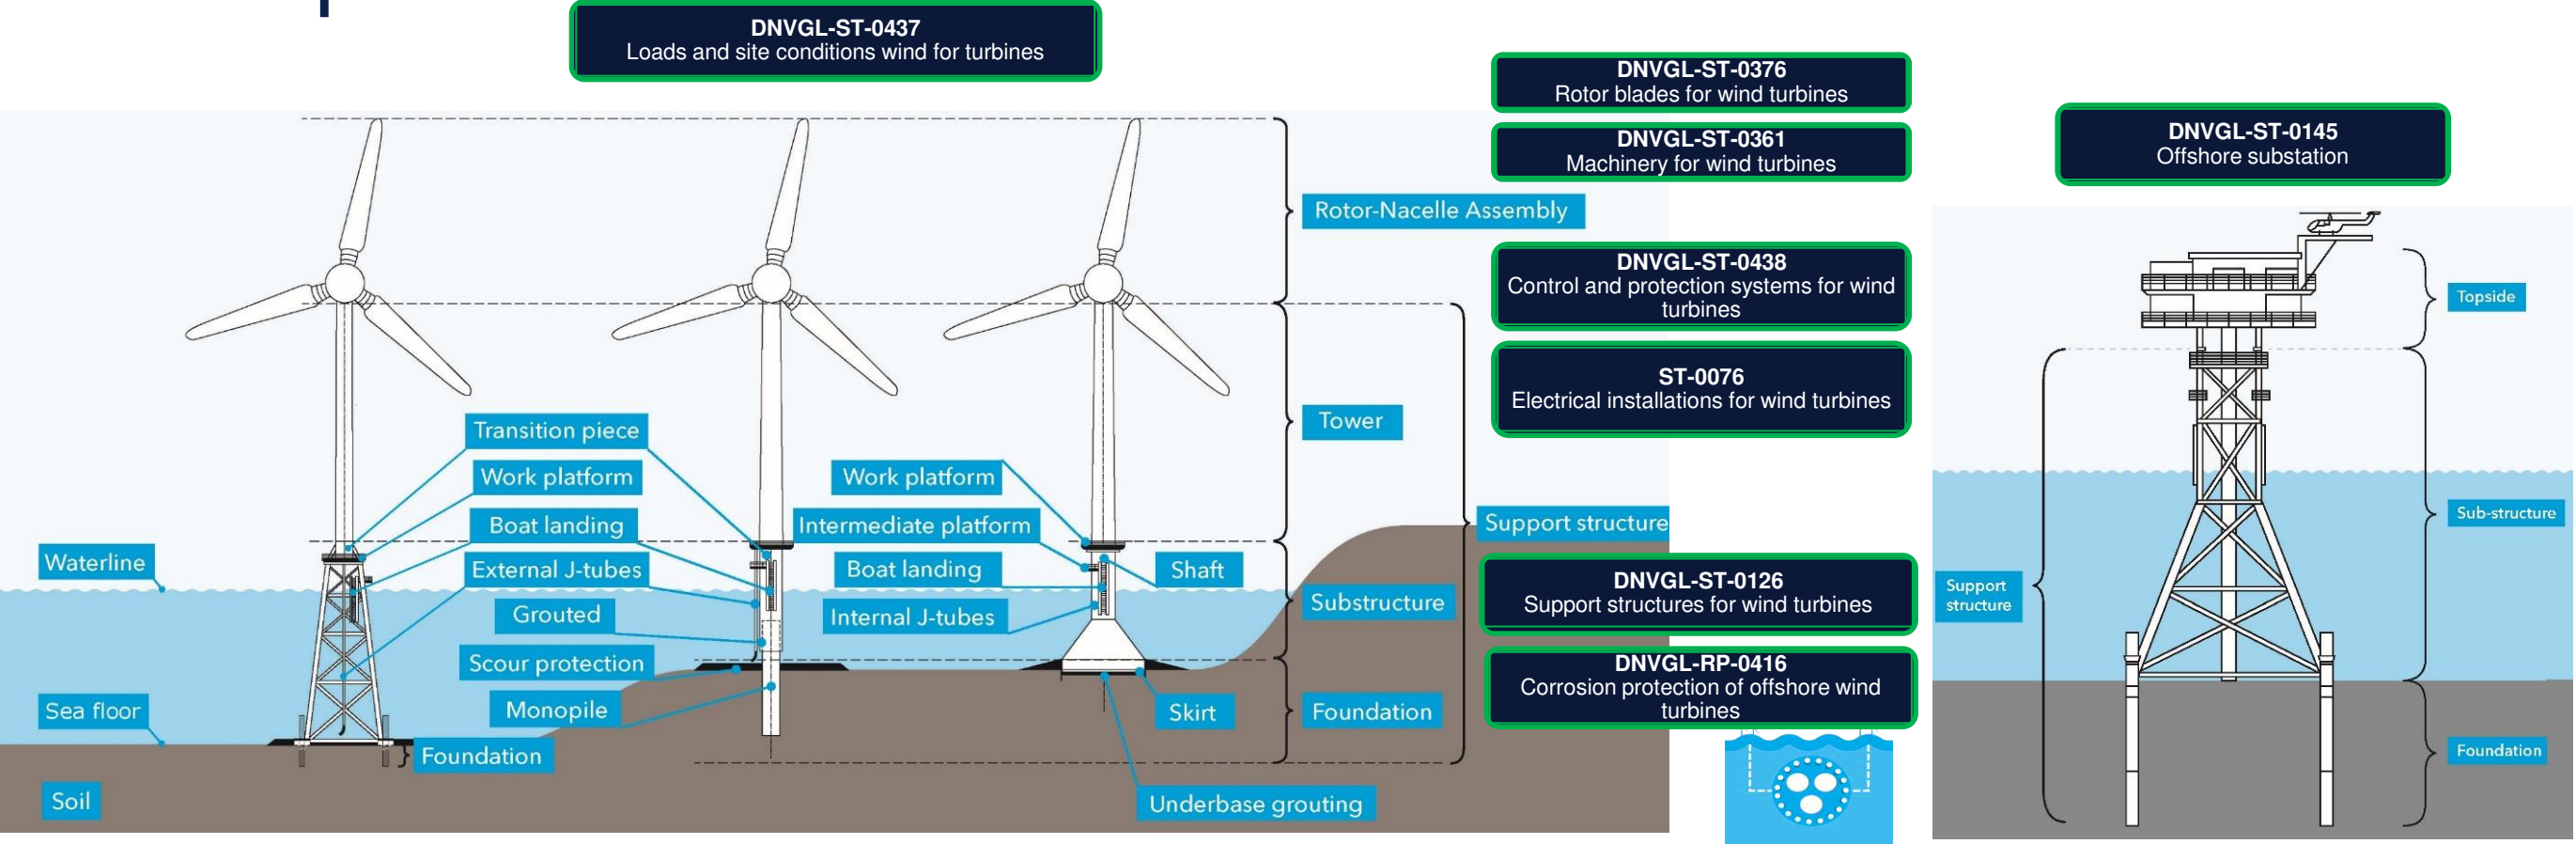 DNVGL-ST-0437
Loads and site conditions wind for turbines
DNVGL-ST-0376
Rotor blades for wind turbines
DNVGL-ST-0361
Machinery for wind turbines
DNVGL-ST-0145
Offshore substation
Rotor-Nacelle Assembly
DNVGL-ST-0438
Control and protection systems for wind
turbines
ST-0076
Electrical installations for wind turbines
Topside
Tower
Transition piece
Work platform
Boat landing
External J-tubes
Grouted
Scour protection
Monopile
Foundation
Work platform
Intermediate platform
Boat landing
Internal J-tubes
Shaft
Skirt
Underbase grouting
Waterline
Sea floor
Soil
Support structure
Substructure
Foundation
DNVGL-ST-0126
Support structures for wind turbines
DNVGL-RP-0416
Corrosion protection of offshore wind
turbines
Sub-structure
Support
structure
Foundation